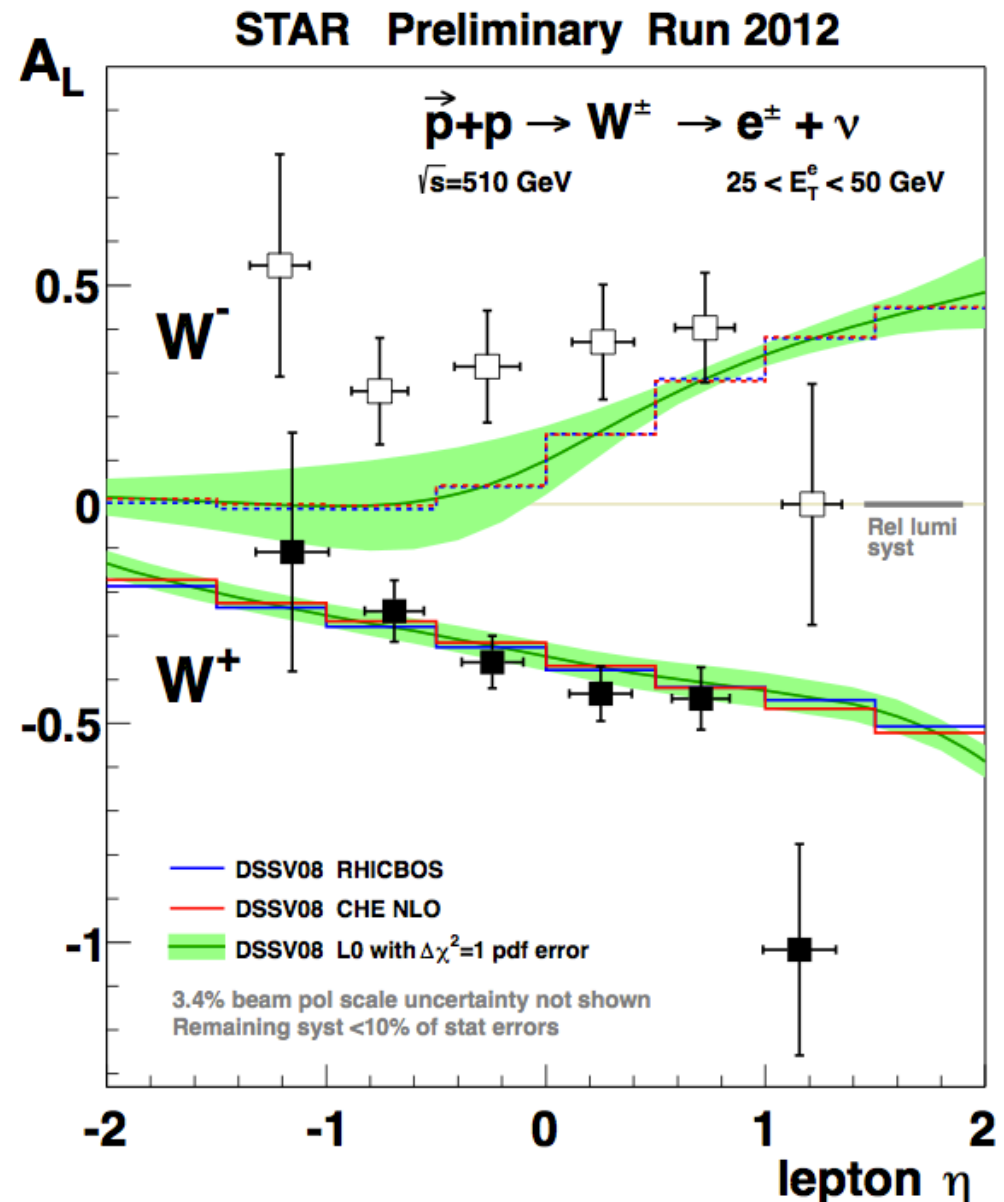 STAR Preliminary Run 2012
A_L
p→+p → W^± → e^± + ν
√s=510 GeV 25 < E_T^e < 50 GeV
0.5
W^-
0
Rel lumi
syst
W^+
-0.5
DSSV08 RHICBOS
DSSV08 CHE NLO
-1
DSSV08 L0 with Δχ²=1 pdf error
3.4% beam pol scale uncertainty not shown
Remaining syst <10% of stat errors
-2 -1 0 1 2
lepton η